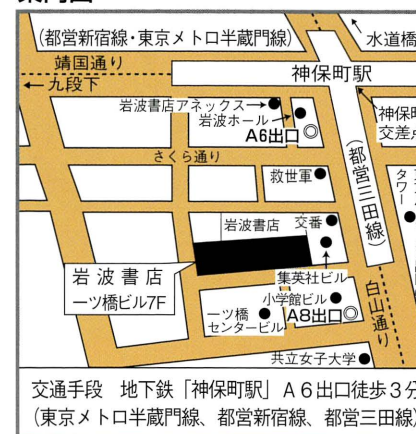 (都営新宿線・東京メトロ半蔵門線)
水道橋
靖国通り
←九段下
神保町駅
岩波書店アネックス
岩波ホール
A6出口
神保町
交差点
さくら通り
救世軍
(都営三田線)
タワー
岩波書店
交番
岩波書店
一ツ橋ビル7F
集英社ビル
小学館ビル
一ツ橋
センタービル
A8出口
白山通り
共立女子大学
交通手段 地下鉄「神保町駅」A6出口徒歩3分
(東京メトロ半蔵門線、都営新宿線、都営三田線)